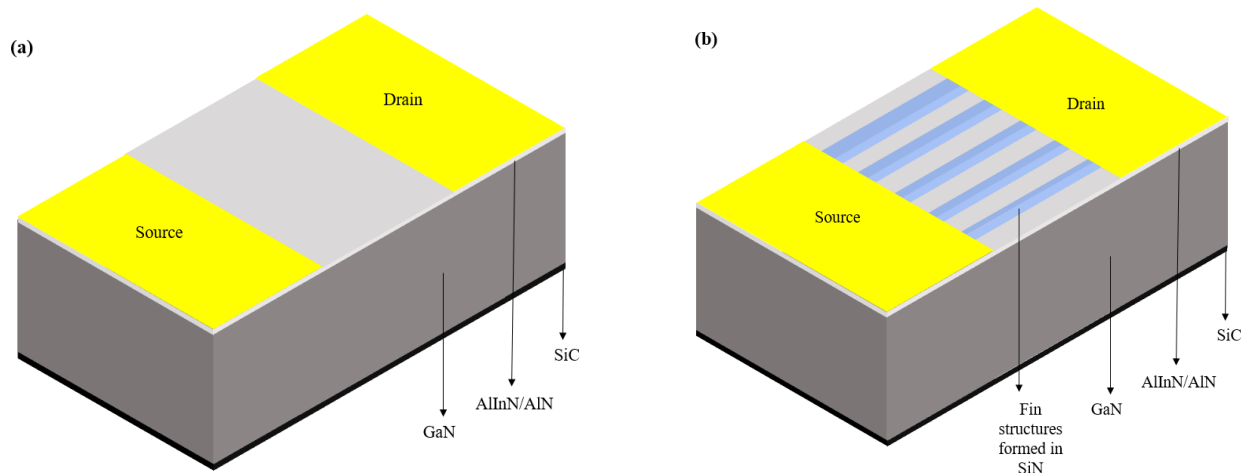 (a)
Drain
Source
SiC
AlInN/AlN
GaN
(b)
Drain
Source
SiC
AlInN/AlN
GaN
Fin
structures
formed in
SiN